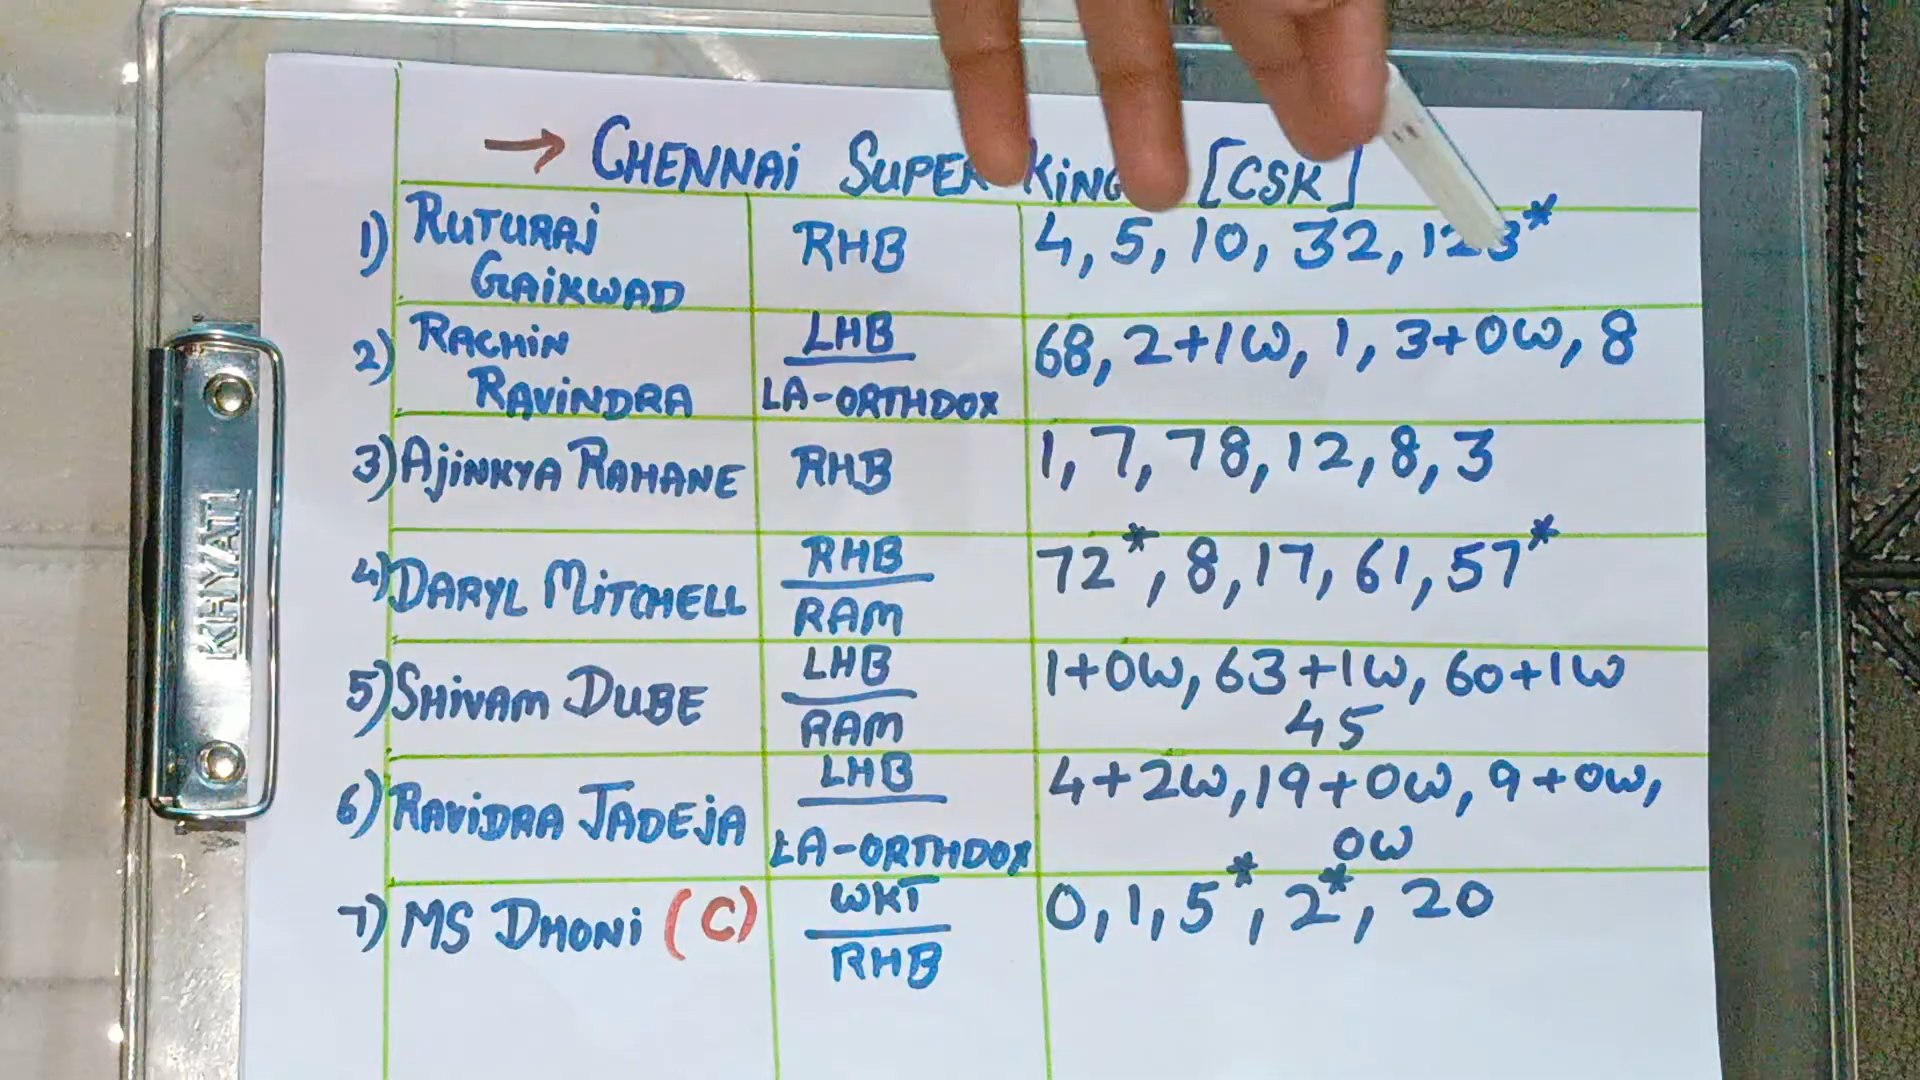 → CHENNAI SUPER KINGS [CSK]
1) RUTURAJ GAIKWAD RHB 4, 5, 10, 32, 123*
2) RACHIN RAVINDRA LHB LA-ORTHDOX 68, 2+1W, 1, 3+0W, 8
3) AJINKYA RAHANE RHB 1, 7, 78, 12, 8, 3
4) DARYL MITCHELL RHB RAM 72*, 8, 17, 61, 57*
5) SHIVAM DUBE LHB RAM 1+0W, 63+1W, 60+1W 45
6) RAVIDRA JADEJA LHB LA-ORTHDOX 4+2W, 19+0W, 9+0W, 0W
7) MS DHONI (C) WKT RHB 0, 1, 5*, 2*, 20
KHYATI